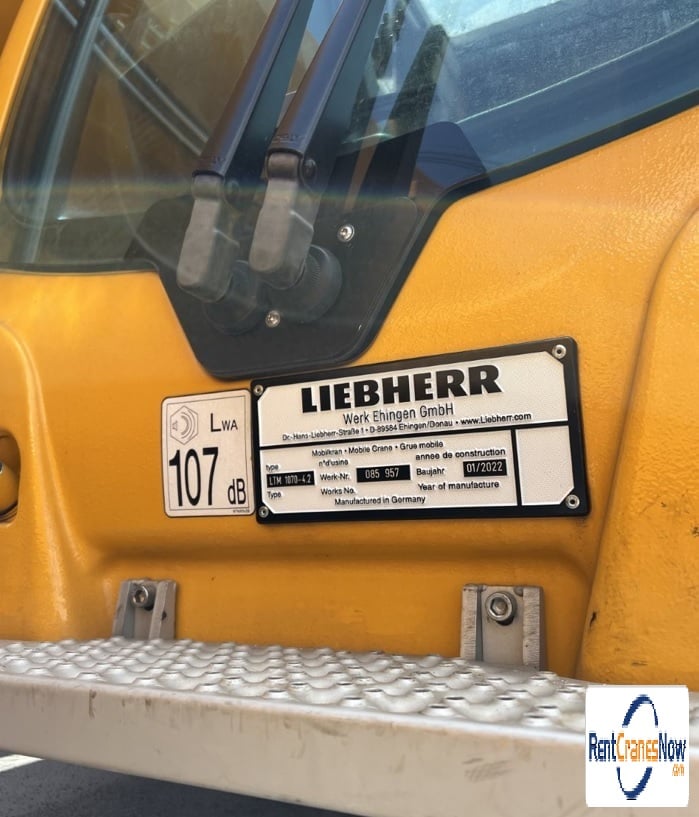 LWA
107 dB
LIEBHERR
Werk Ehingen GmbH
Dr.-Hans-Liebherr-Straße 1 • D-89584 Ehingen/Donau • www.Liebherr.com
Mobilkran • Mobile Crane • Grue mobile
type n°d'usine année de construction
LTM 1070-4.2 Werk-Nr. 085 957 Baujahr 01/2022
Type Works No. Year of manufacture
Manufactured in Germany
RentCranesNow
.com